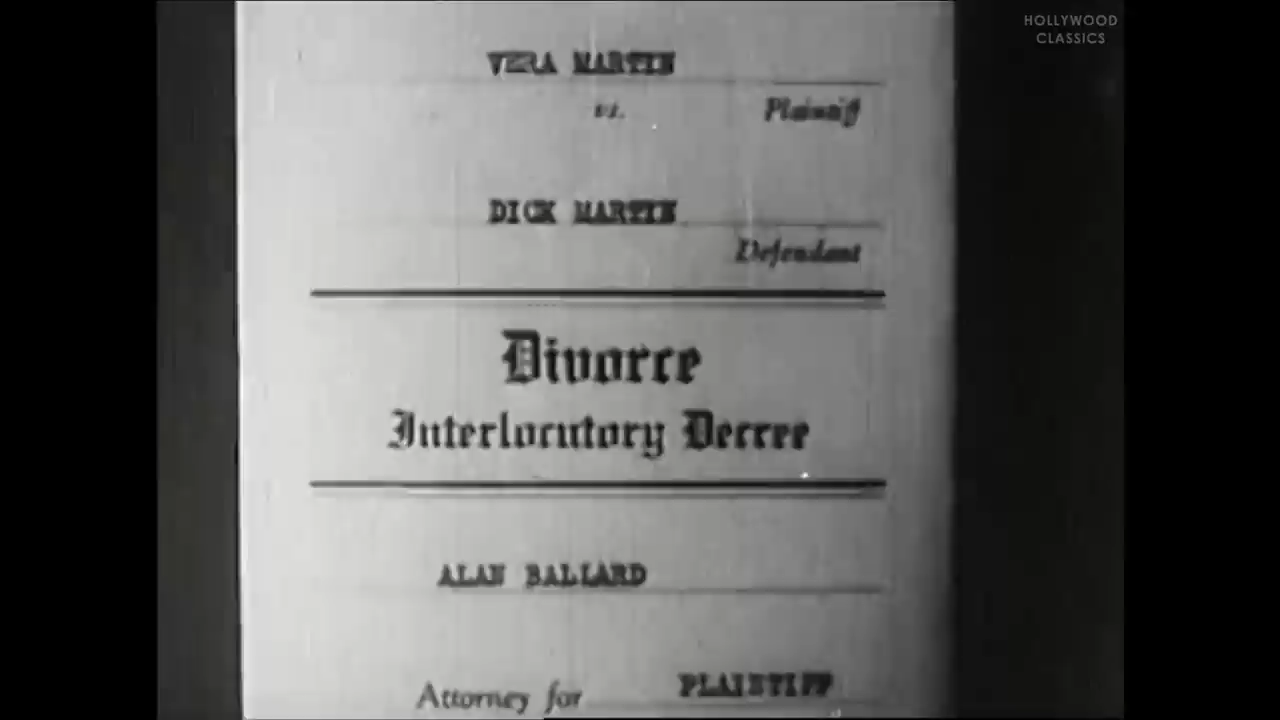 HOLLYWOOD
CLASSICS
VERA MARTIN
vs. Plaintiff
DICK MARTIN
Defendant
Divorce
Interlocutory Decree
ALAN BALLARD
Attorney for PLAINTIFF